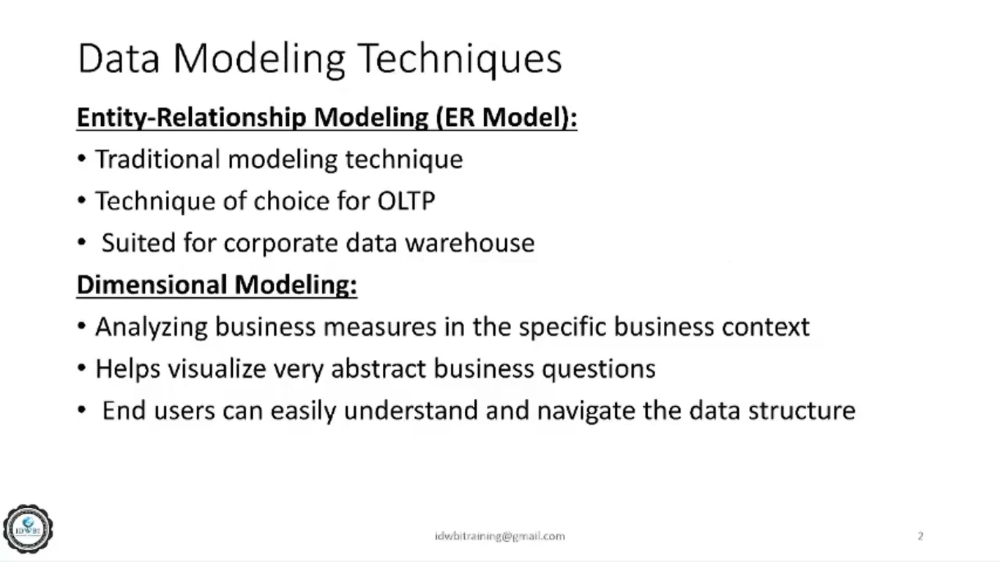 Data Modeling Techniques
Entity-Relationship Modeling (ER Model):
• Traditional modeling technique
• Technique of choice for OLTP
• Suited for corporate data warehouse
Dimensional Modeling:
• Analyzing business measures in the specific business context
• Helps visualize very abstract business questions
• End users can easily understand and navigate the data structure
IDWBI
idwbitraining@gmail.com
2